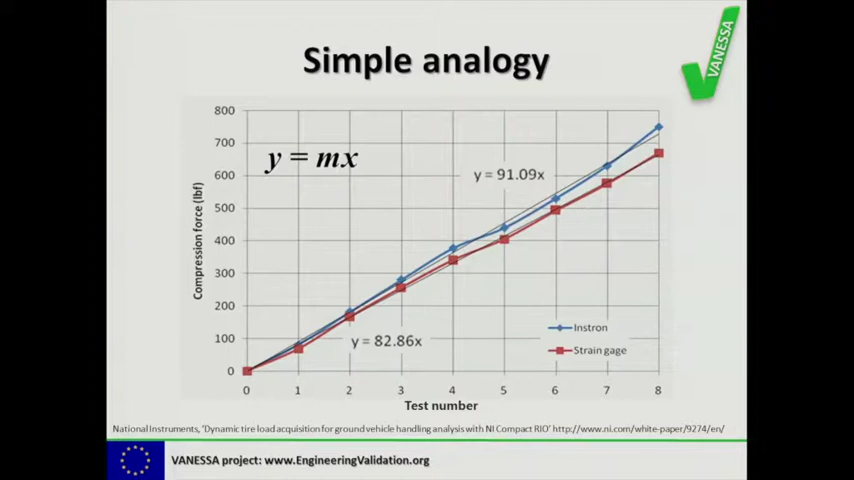 VANESSA
Simple analogy
800
700
600
500
400
300
200
100
0
y = mx
y = 91.09x
y = 82.86x
Compression force (lbf)
Instron
Strain gage
0 1 2 3 4 5 6 7 8
Test number
National Instruments, 'Dynamic tire load acquisition for ground vehicle handling analysis with NI Compact RIO' http://www.ni.com/white-paper/9274/en/
VANESSA project: www.EngineeringValidation.org